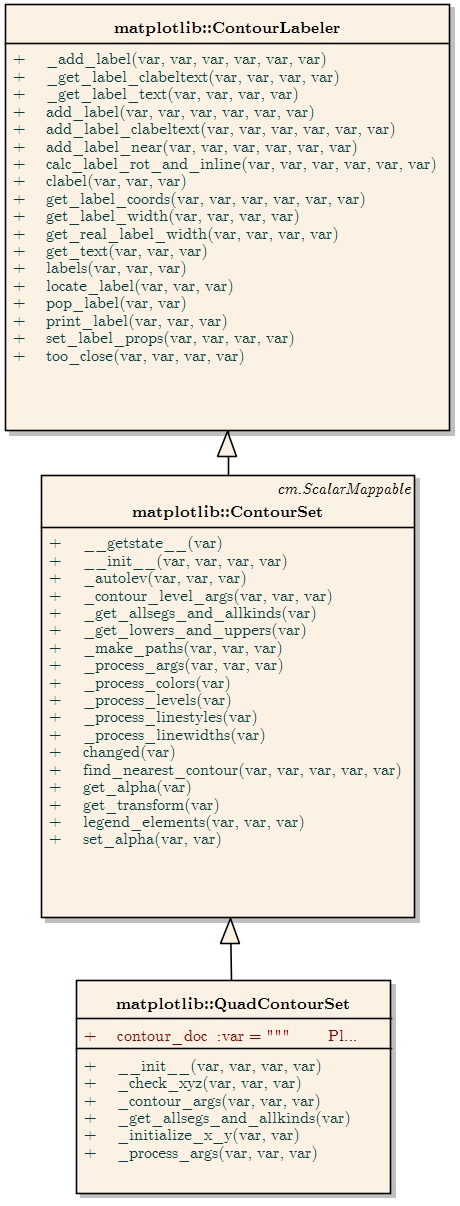 matplotlib::ContourLabeler
+ _add_label(var, var, var, var, var, var)
+ _get_label_clabeltext(var, var, var, var)
+ _get_label_text(var, var, var, var)
+ add_label(var, var, var, var, var, var)
+ add_label_clabeltext(var, var, var, var, var, var)
+ add_label_near(var, var, var, var, var, var)
+ calc_label_rot_and_inline(var, var, var, var, var, var)
+ clabel(var, var, var)
+ get_label_coords(var, var, var, var, var, var)
+ get_label_width(var, var, var, var)
+ get_real_label_width(var, var, var, var)
+ get_text(var, var, var)
+ labels(var, var, var)
+ locate_label(var, var, var)
+ pop_label(var, var)
+ print_label(var, var, var)
+ set_label_props(var, var, var, var)
+ too_close(var, var, var, var)
cm.ScalarMappable
matplotlib::ContourSet
+ __getstate__(var)
+ __init__(var, var, var, var)
+ _autolev(var, var, var)
+ _contour_level_args(var, var, var)
+ _get_allsegs_and_allkinds(var)
+ _get_lowers_and_uppers(var)
+ _make_paths(var, var, var)
+ _process_args(var, var, var)
+ _process_colors(var)
+ _process_levels(var)
+ _process_linestyles(var)
+ _process_linewidths(var)
+ changed(var)
+ find_nearest_contour(var, var, var, var, var)
+ get_alpha(var)
+ get_transform(var)
+ legend_elements(var, var, var)
+ set_alpha(var, var)
matplotlib::QuadContourSet
+ contour_doc :var = """ Pl...
+ __init__(var, var, var, var)
+ _check_xyz(var, var, var)
+ _contour_args(var, var, var)
+ _get_allsegs_and_allkinds(var)
+ _initialize_x_y(var, var)
+ _process_args(var, var, var)